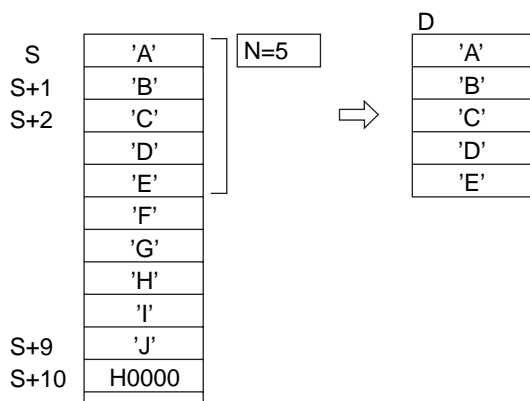 D
S 'A' N=5 'A'
S+1 'B' 'B'
S+2 'C' 'C'
'D' 'D'
'E' 'E'
'F'
'G'
'H'
'I'
S+9 'J'
S+10 H0000